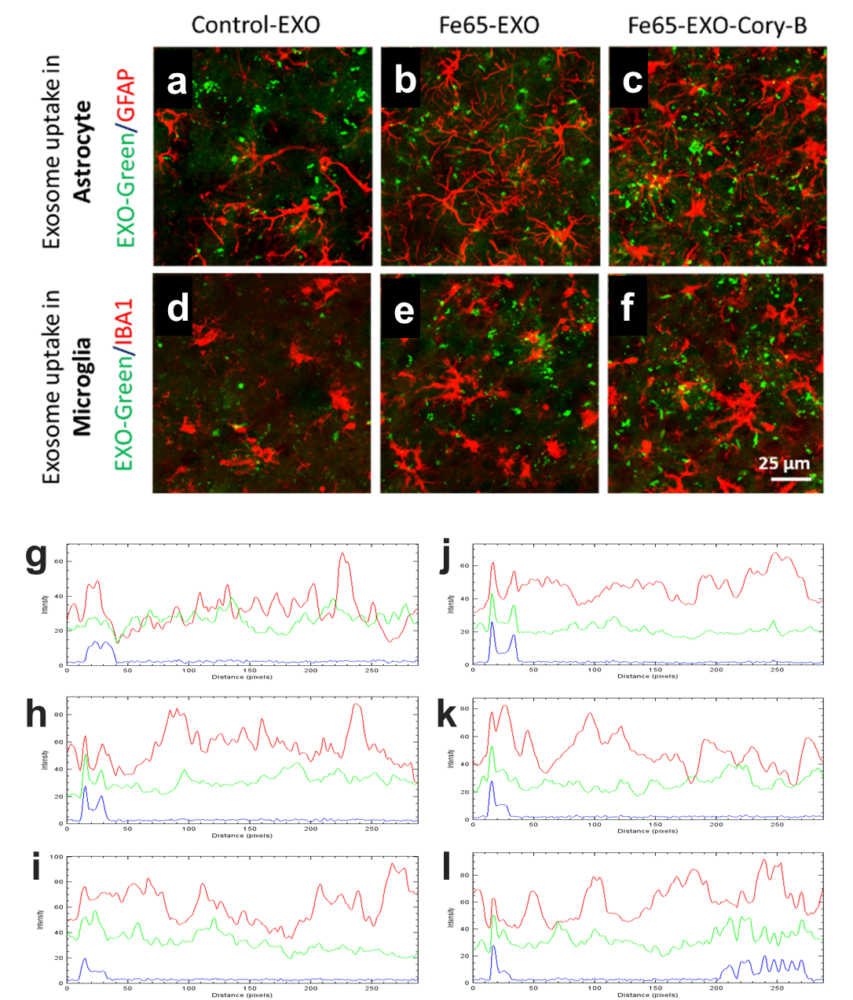 Control-EXO
Fe65-EXO
Fe65-EXO-Cory-B
Exosome uptake in
Astrocyte
EXO-Green/GFAP
a
b
c
Exosome uptake in
Microglia
EXO-Green/IBA1
d
e
f
25 µm
g
60
40
20
0
Intensity
0 50 100 150 200 250
Distance (pixels)
j
60
40
20
0
Intensity
0 50 100 150 200 250
Distance (pixels)
h
80
60
40
20
0
Intensity
0 50 100 150 200 250
Distance (pixels)
k
80
60
40
20
0
Intensity
0 50 100 150 200 250
Distance (pixels)
i
100
80
60
40
20
0
Intensity
0 50 100 150 200 250
Distance (pixels)
l
80
60
40
20
0
Intensity
0 50 100 150 200 250
Distance (pixels)